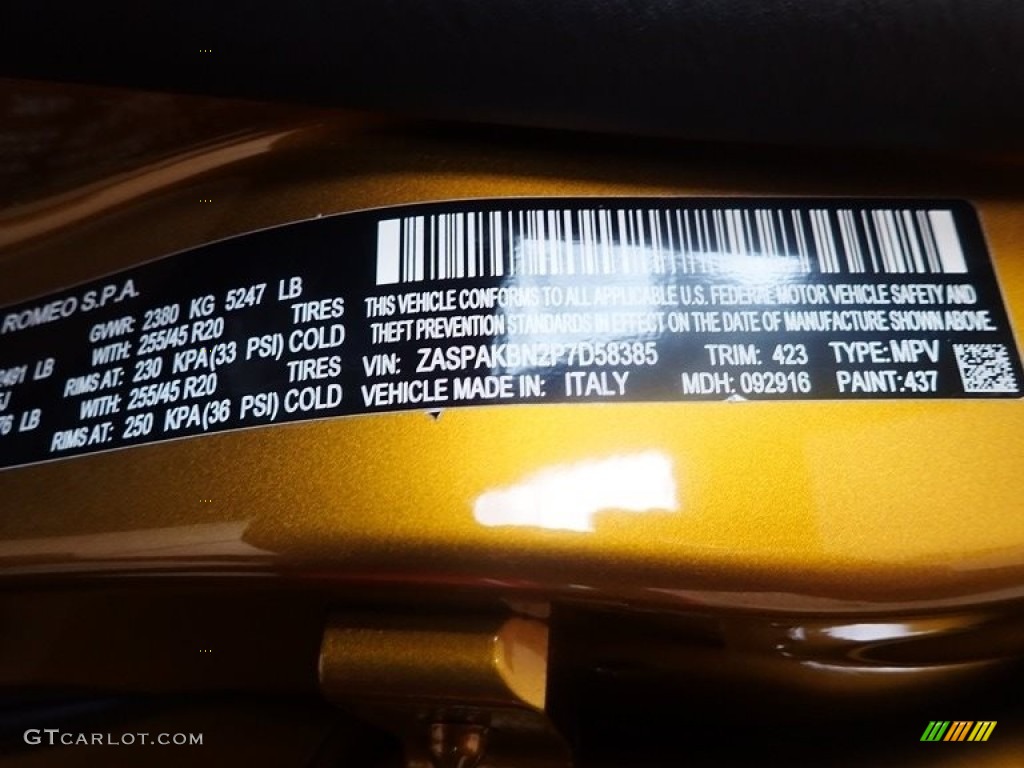 ROMEO S.P.A.
GVWR: 2380 KG 5247 LB
WITH: 255/45 R20 TIRES
RIMS AT: 230 KPA(33 PSI) COLD
WITH: 255/45 R20 TIRES
RIMS AT: 250 KPA(36 PSI) COLD
LB
LB
THIS VEHICLE CONFORMS TO ALL APPLICABLE U.S. FEDERAL MOTOR VEHICLE SAFETY AND
THEFT PREVENTION STANDARDS IN EFFECT ON THE DATE OF MANUFACTURE SHOWN ABOVE.
VIN: ZASPAKBN2P7D58385 TRIM: 423 TYPE: MPV
VEHICLE MADE IN: ITALY MDH: 092916 PAINT: 437
GTCARLOT.COM